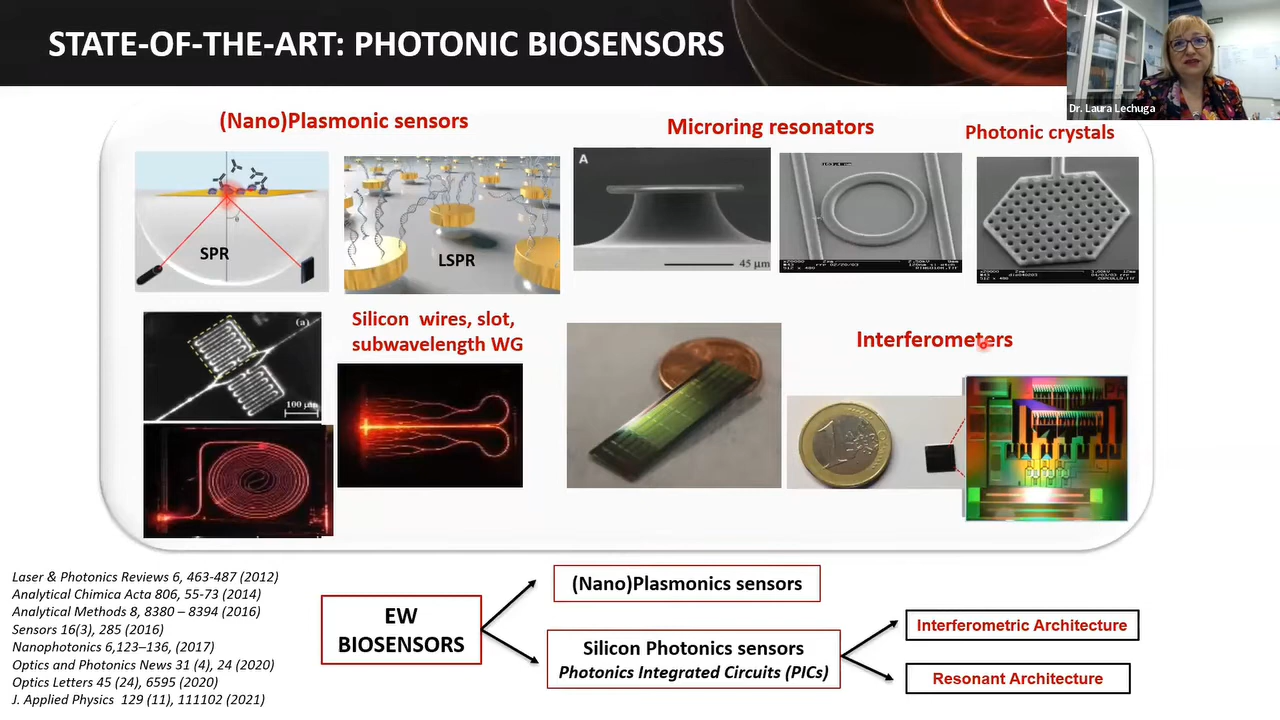 STATE-OF-THE-ART: PHOTONIC BIOSENSORS
Dr. Laura Lechuga
(Nano)Plasmonic sensors
Microring resonators
Photonic crystals
SPR
LSPR
A
45 µm
Silicon wires, slot,
subwavelength WG
(a)
100 µm
Interferometers
Laser & Photonics Reviews 6, 463-487 (2012)
Analytical Chimica Acta 806, 55-73 (2014)
Analytical Methods 8, 8380 – 8394 (2016)
Sensors 16(3), 285 (2016)
Nanophotonics 6,123–136, (2017)
Optics and Photonics News 31 (4), 24 (2020)
Optics Letters 45 (24), 6595 (2020)
J. Applied Physics 129 (11), 111102 (2021)
EW
BIOSENSORS
(Nano)Plasmonics sensors
Silicon Photonics sensors
Photonics Integrated Circuits (PICs)
Interferometric Architecture
Resonant Architecture